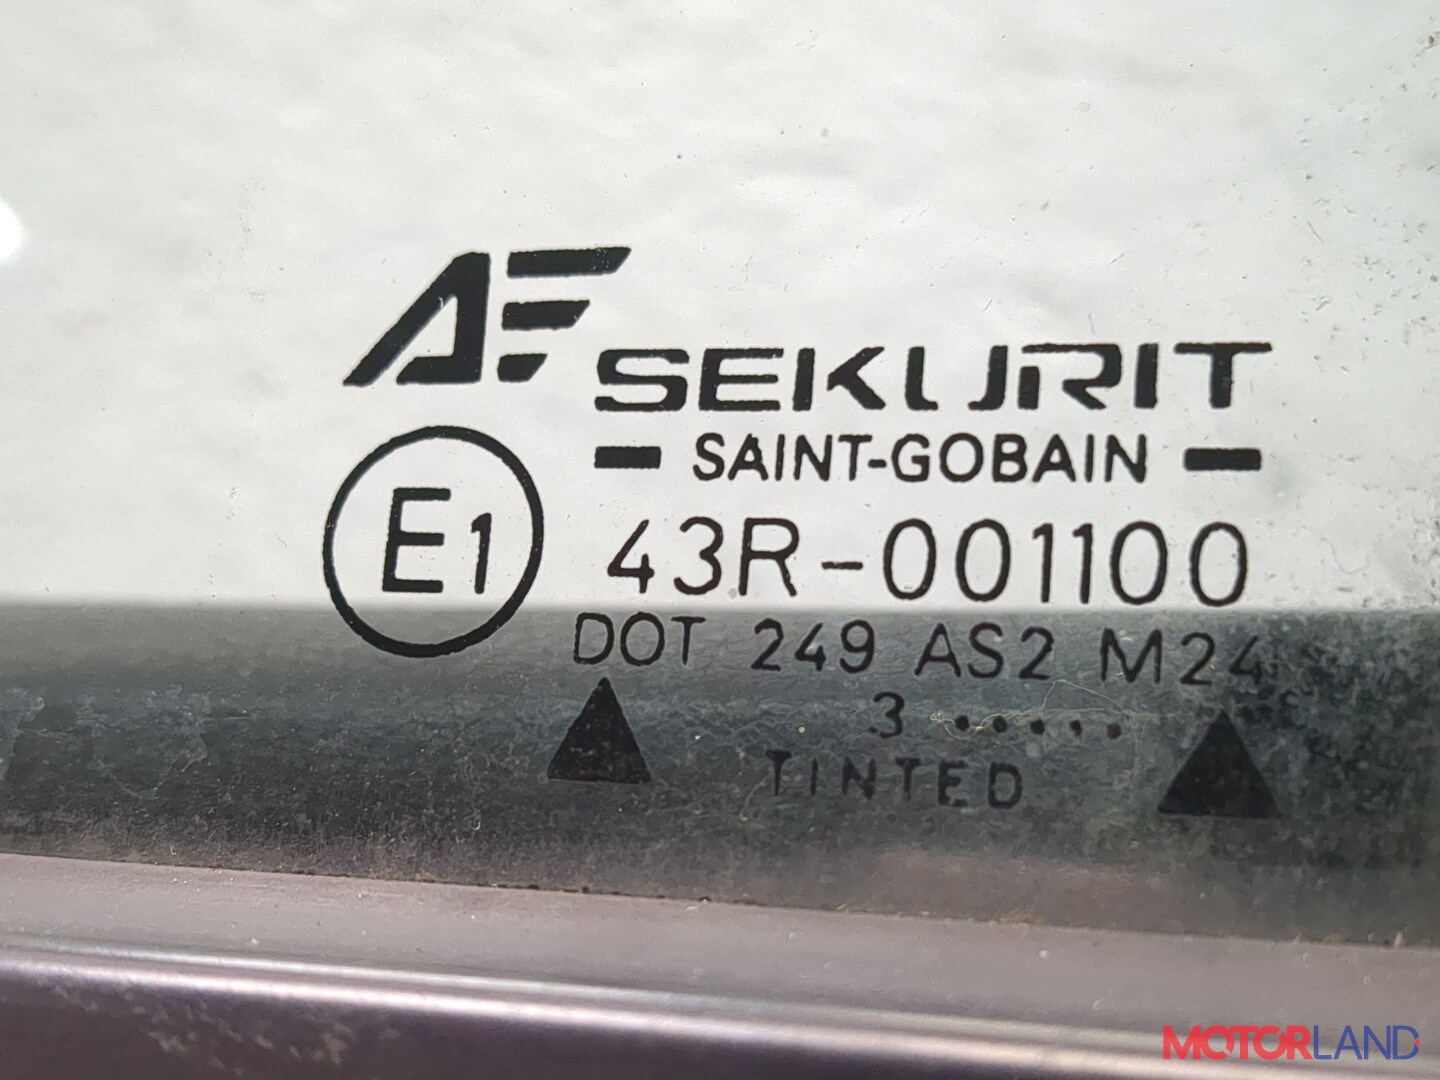 AF
SEKURIT
- SAINT-GOBAIN -
E1
43R-001100
DOT 249 AS2 M24
3 ......
TINTED
MOTORLAND